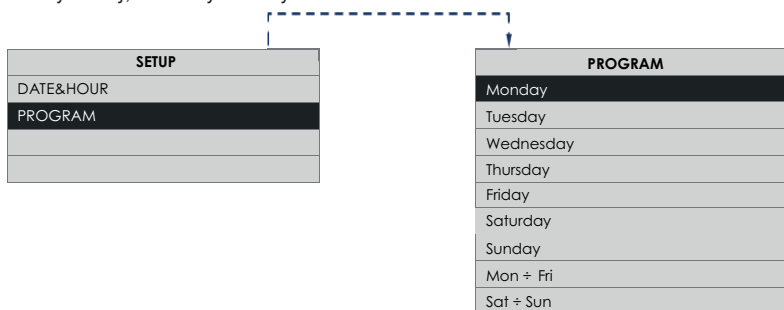 SETUP
DATE&HOUR
PROGRAM
PROGRAM
Monday
Tuesday
Wednesday
Thursday
Friday
Saturday
Sunday
Mon ÷ Fri
Sat ÷ Sun